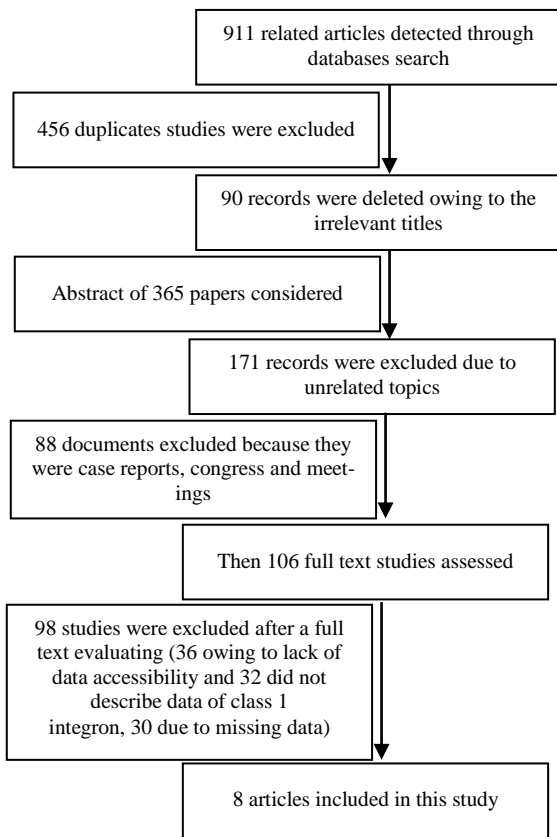 911 related articles detected through
databases search
456 duplicates studies were excluded
90 records were deleted owing to the
irrelevant titles
Abstract of 365 papers considered
171 records were excluded due to
unrelated topics
88 documents excluded because they
were case reports, congress and meet-
ings
Then 106 full text studies assessed
98 studies were excluded after a full
text evaluating (36 owing to lack of
data accessibility and 32 did not
describe data of class 1
integron, 30 due to missing data)
8 articles included in this study